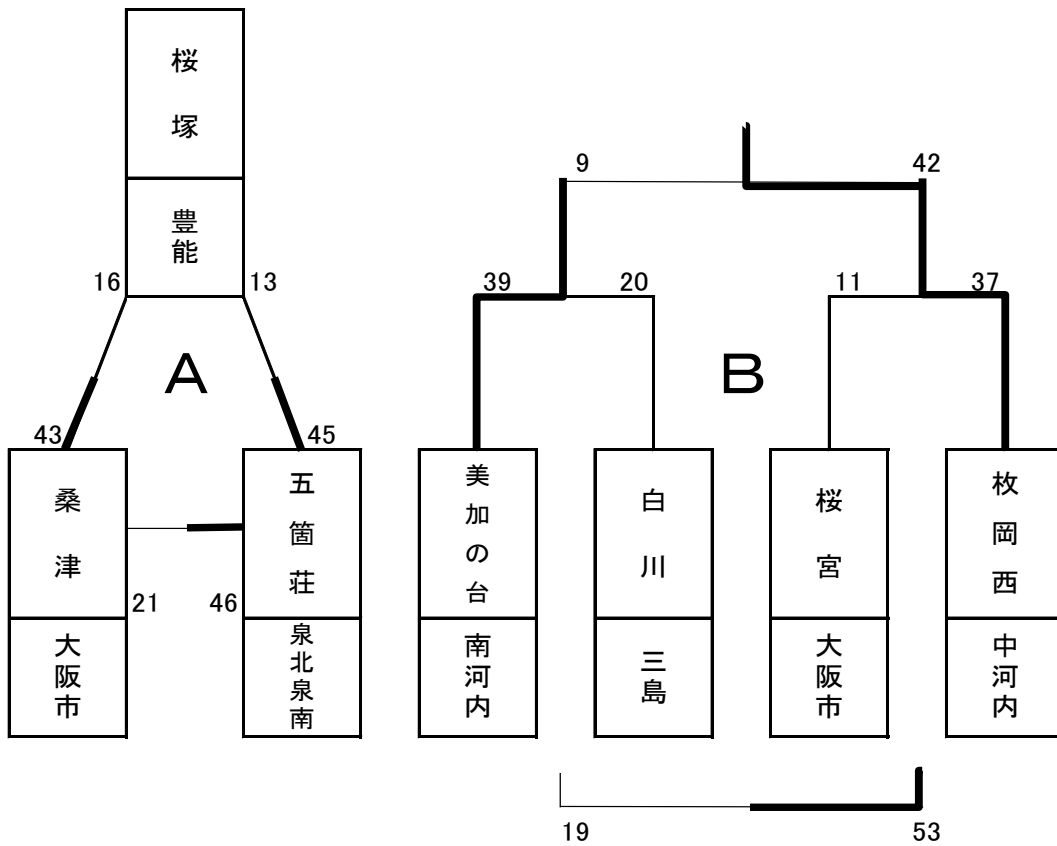 桜塚
豊能
9
42
16
13
39
20
11
37
A
B
43
45
桑津
五箇荘
美加の台
白川
桜宮
枚岡西
21
46
大阪市
泉北泉南
南河内
三島
大阪市
中河内
19
53